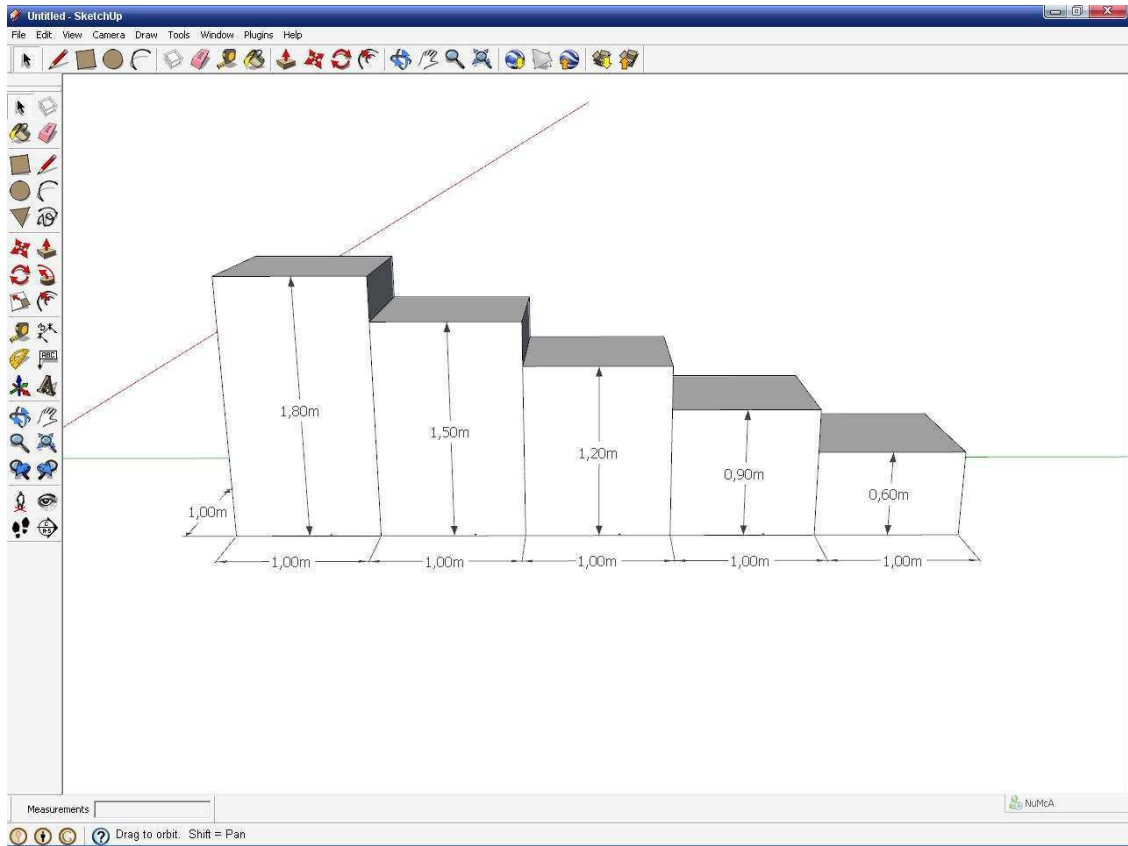 Untitled - SketchUp
File Edit View Camera Draw Tools Window Plugins Help
1,80m
1,50m
1,20m
0,90m
0,60m
1,00m
1,00m 1,00m 1,00m 1,00m 1,00m
Measurements
NuMcA
Drag to orbit. Shift = Pan